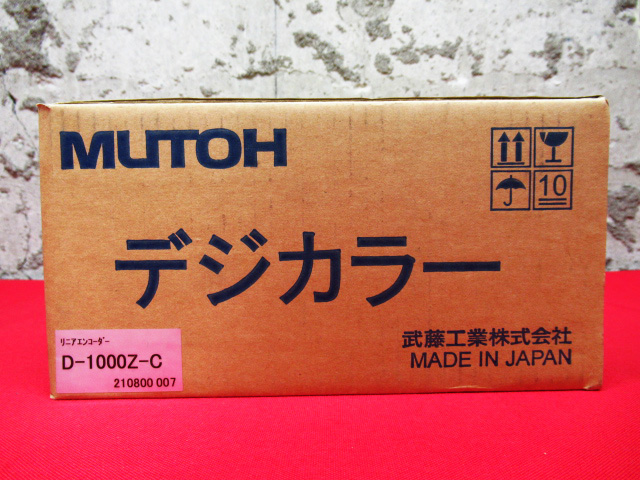 MUTOH
10
デジカラー
リニアエンコーダー
D-1000Z-C
210800 007
武藤工業株式会社
MADE IN JAPAN